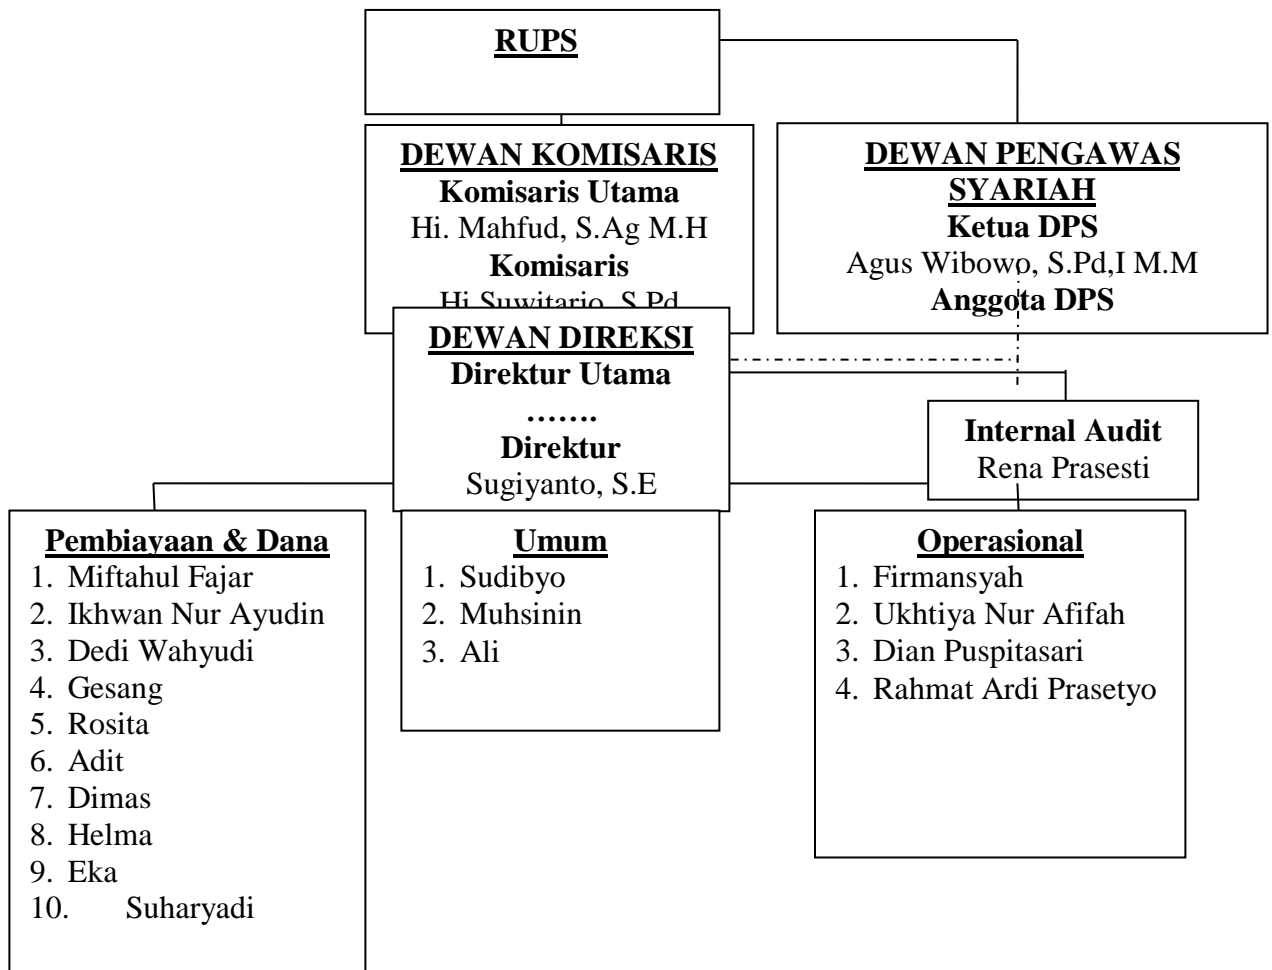 RUPS
DEWAN KOMISARIS
Komisaris Utama
Hi. Mahfud, S.Ag M.H
Komisaris
Hi Suwitarjo, S.Pd
DEWAN PENGAWAS
SYARIAH
Ketua DPS
Agus Wibowo, S.Pd,I M.M
Anggota DPS
DEWAN DIREKSI
Direktur Utama
…….
Direktur
Sugiyanto, S.E
Internal Audit
Rena Prasesti
Pembiayaan & Dana
1. Miftahul Fajar
2. Ikhwan Nur Ayudin
3. Dedi Wahyudi
4. Gesang
5. Rosita
6. Adit
7. Dimas
8. Helma
9. Eka
10. Suharyadi
Umum
1. Sudibyo
2. Muhsinin
3. Ali
Operasional
1. Firmansyah
2. Ukhtiya Nur Afifah
3. Dian Puspitasari
4. Rahmat Ardi Prasetyo